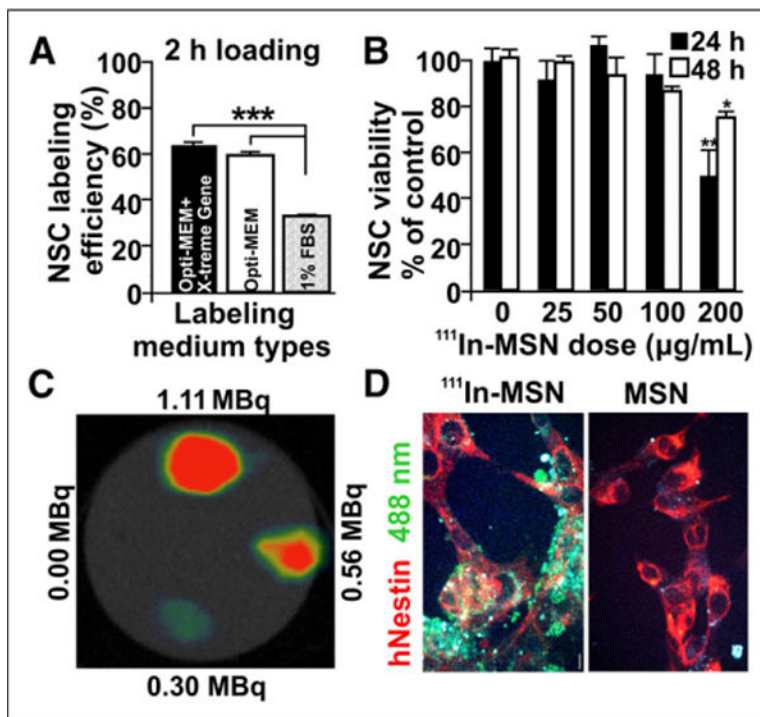 A
2 h loading
NSC labeling
efficiency (%)
100
80
60
40
20
0
***
Opti-MEM+
X-treme Gene
Opti-MEM
1% FBS
Labeling
medium types
B
24 h
48 h
NSC viability
% of control
100
80
60
40
20
0
**
*
0 25 50 100 200
¹¹¹In-MSN dose (µg/mL)
C
1.11 MBq
0.00 MBq
0.56 MBq
0.30 MBq
D
¹¹¹In-MSN MSN
hNestin 488 nm